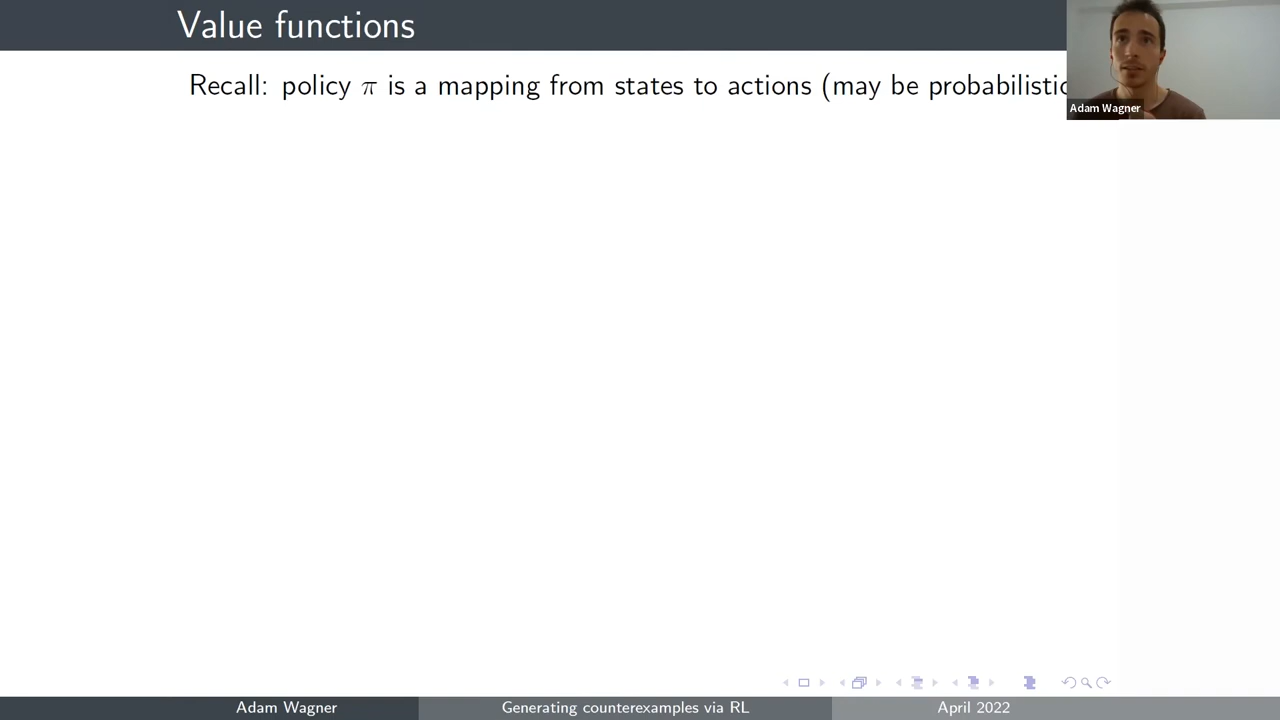 Value functions
Recall: policy π is a mapping from states to actions (may be probabilistic
Adam Wagner
Adam Wagner
Generating counterexamples via RL
April 2022